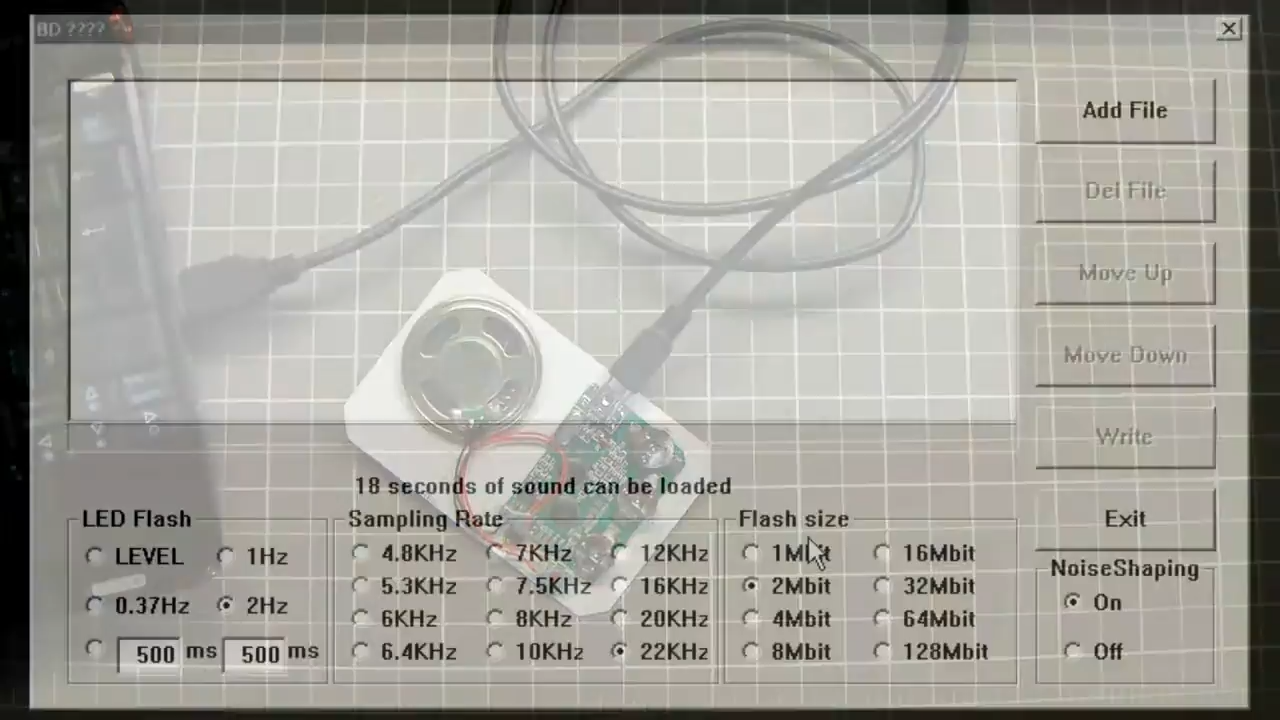 BD ????
Add File
Del File
Move Up
Move Down
Write
Exit
18 seconds of sound can be loaded
LED Flash
LEVEL 1Hz
0.37Hz 2Hz
500 ms 500 ms
Sampling Rate
4.8KHz 7KHz 12KHz
5.3KHz 7.5KHz 16KHz
6KHz 8KHz 20KHz
6.4KHz 10KHz 22KHz
Flash size
1Mbit 16Mbit
2Mbit 32Mbit
4Mbit 64Mbit
8Mbit 128Mbit
NoiseShaping
On
Off